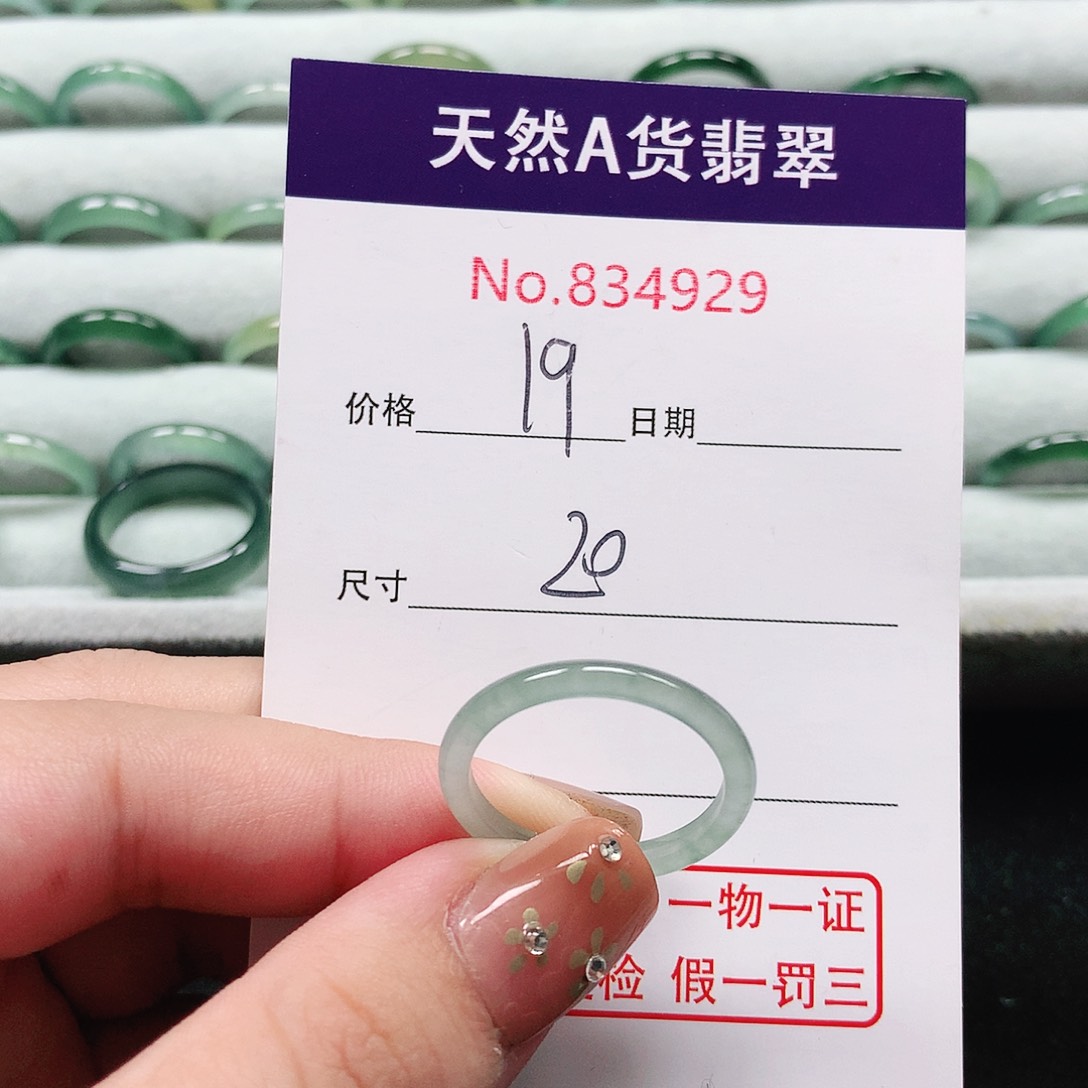 天然A货翡翠
No.834929
价格 19 日期
尺寸 20
一物一证
检 假一罚三